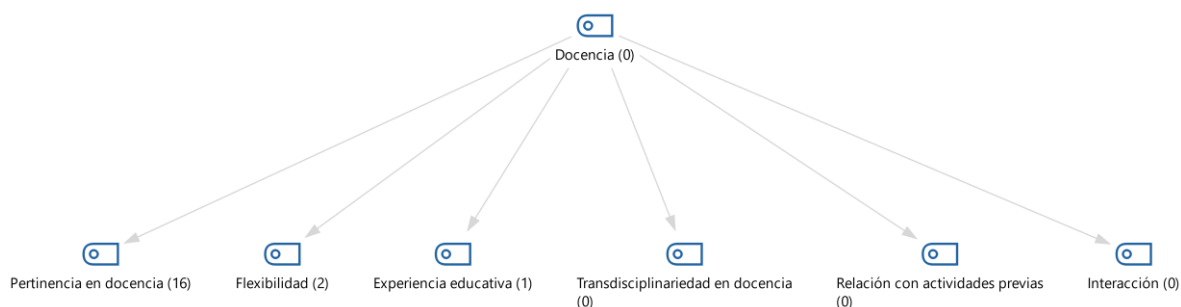 Docencia (0)
Pertinencia en docencia (16)
Flexibilidad (2)
Experiencia educativa (1)
Transdisciplinariedad en docencia
(0)
Relación con actividades previas
(0)
Interacción (0)